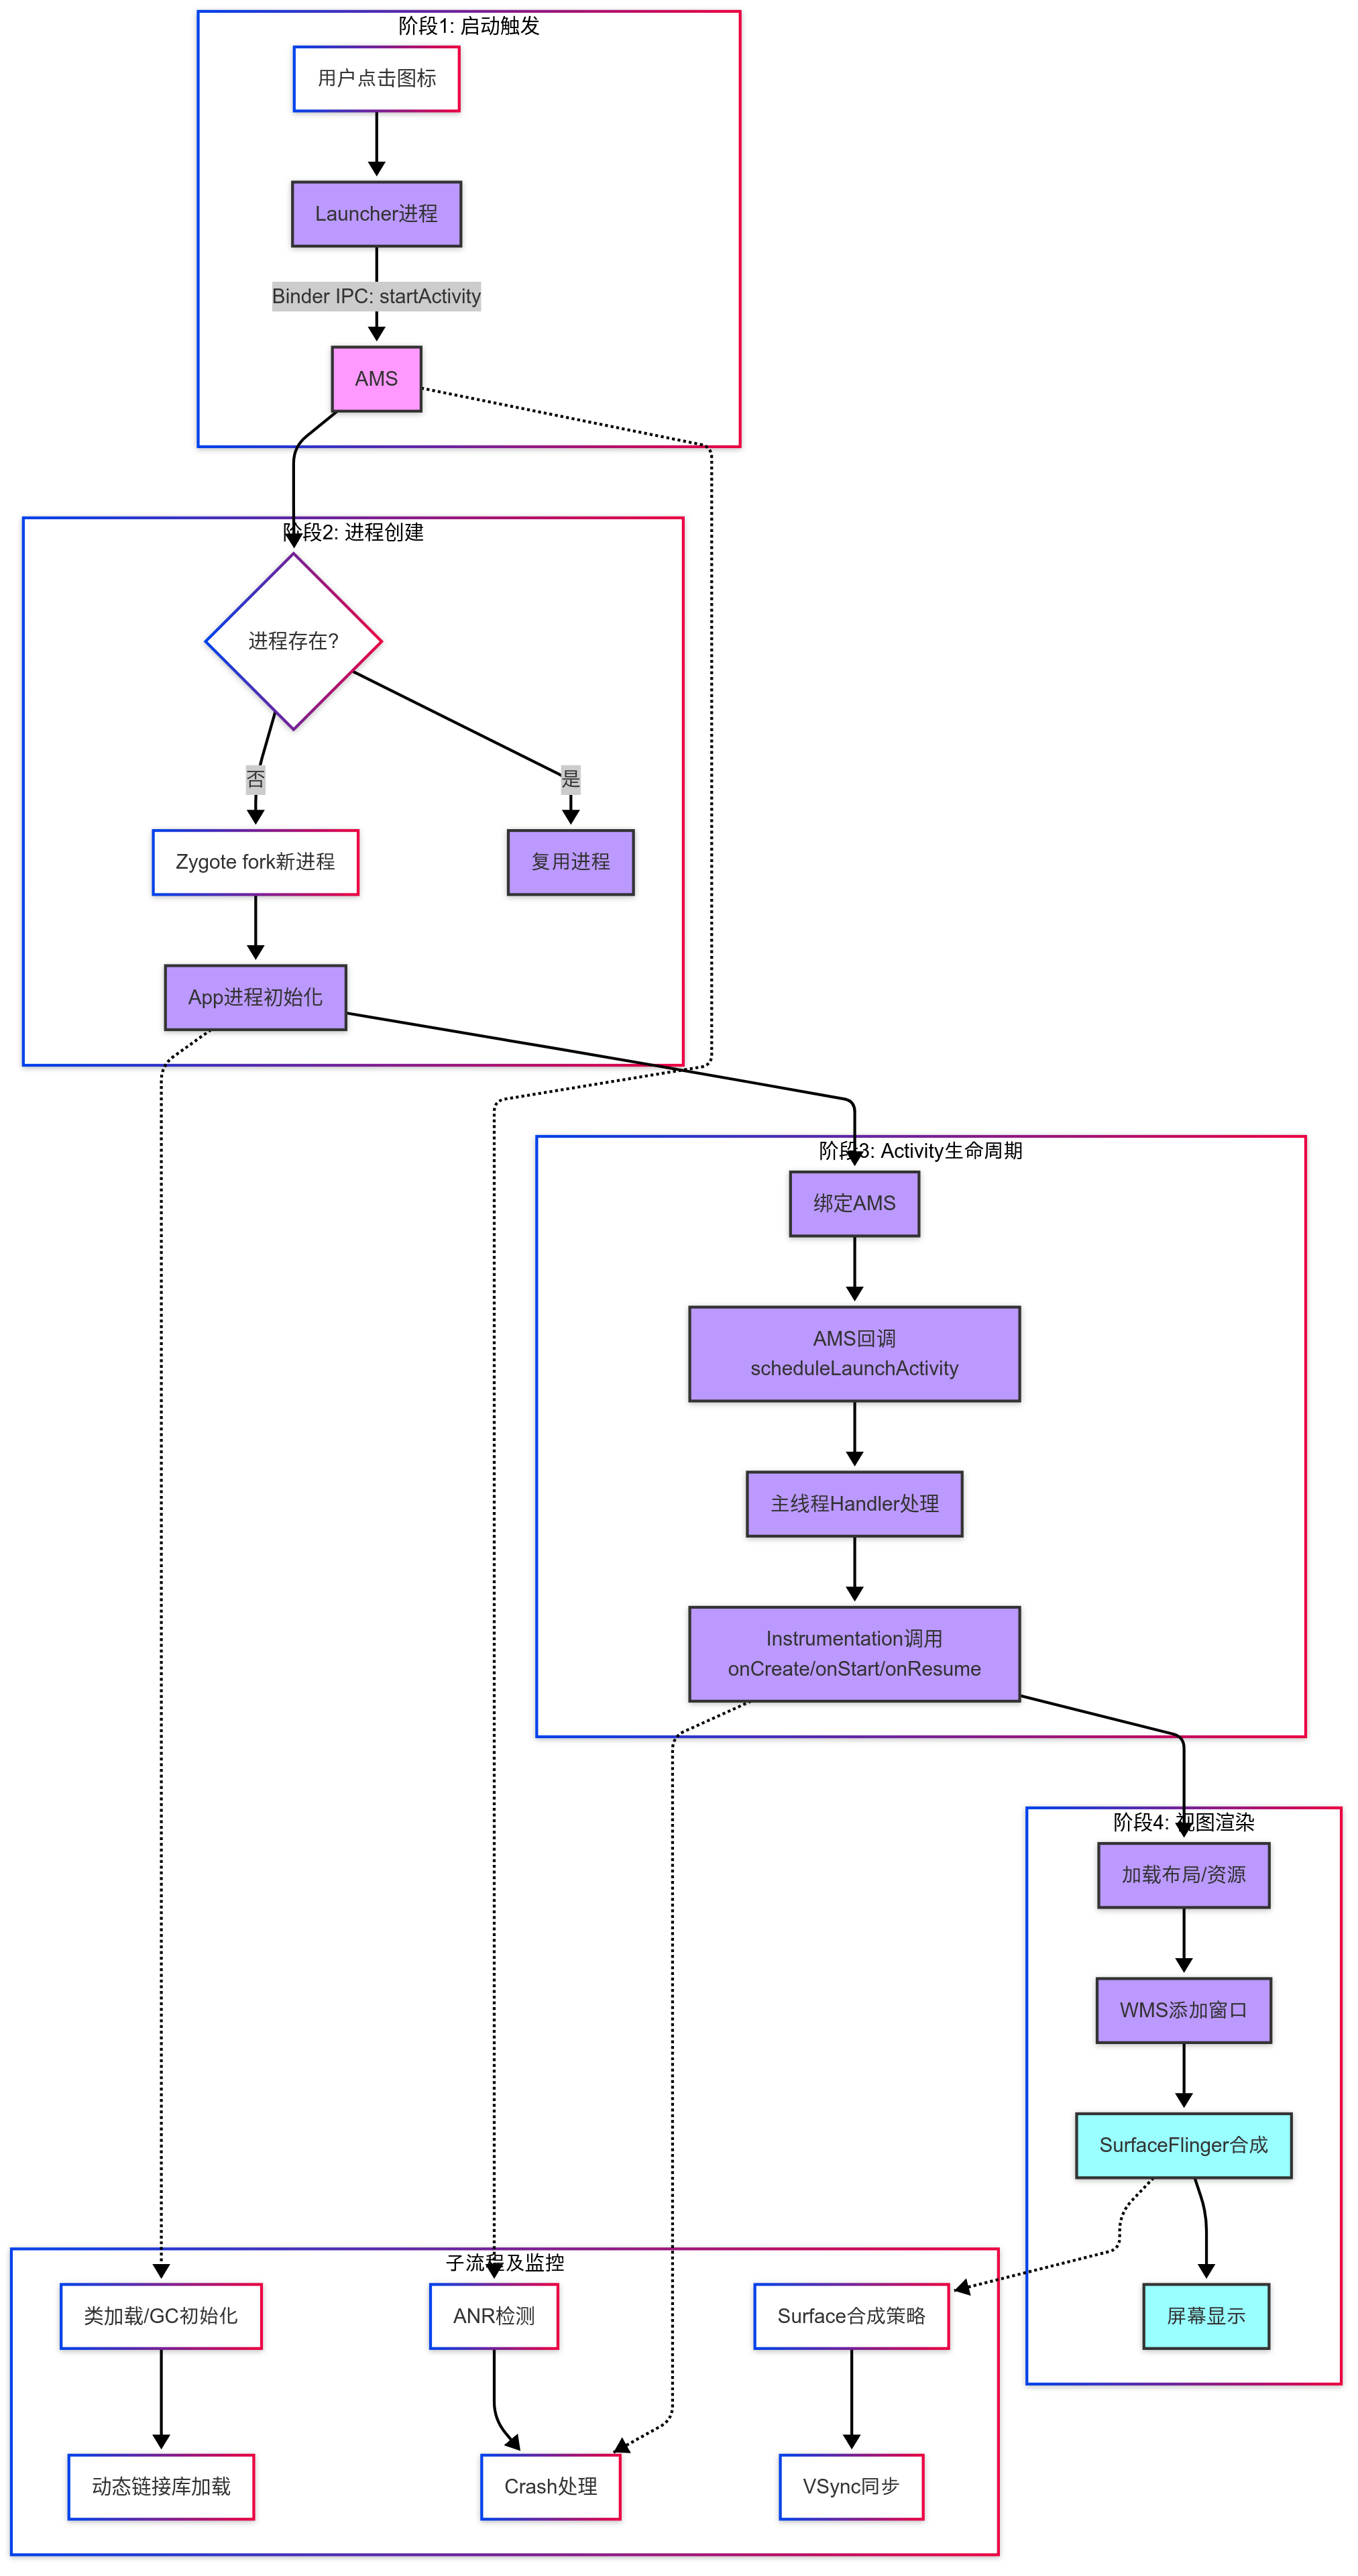 阶段1: 启动触发
用户点击图标
Launcher进程
Binder IPC: startActivity
AMS
阶段2: 进程创建
进程存在?
否
是
Zygote fork新进程
复用进程
App进程初始化
阶段3: Activity生命周期
绑定AMS
AMS回调
scheduleLaunchActivity
主线程Handler处理
Instrumentation调用
onCreate/onStart/onResume
阶段4: 视图渲染
加载布局/资源
WMS添加窗口
SurfaceFlinger合成
屏幕显示
子流程及监控
类加载/GC初始化
ANR检测
Surface合成策略
动态链接库加载
Crash处理
VSync同步